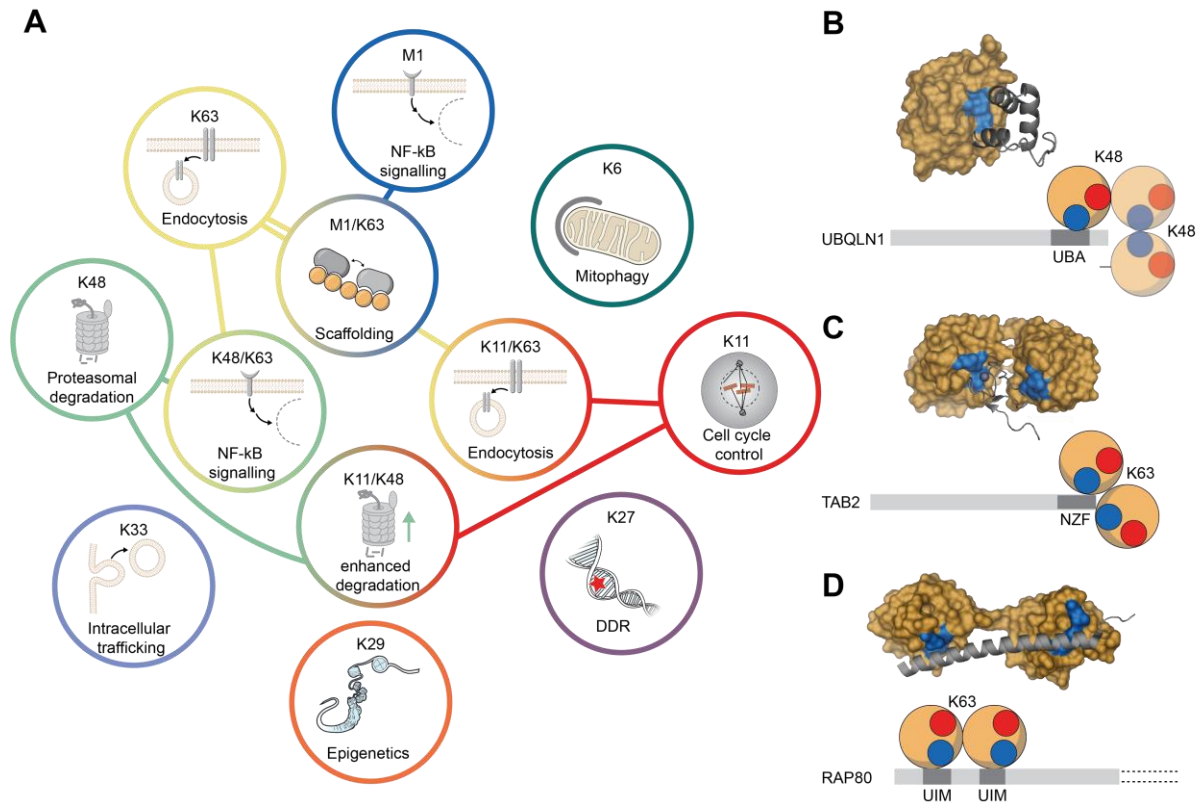 A
M1
NF-kB
signalling
K63
Endocytosis
M1/K63
Scaffolding
K6
Mitophagy
K48
Proteasomal
degradation
K48/K63
NF-kB
signalling
K11/K63
Endocytosis
K11
Cell cycle
control
K11/K48
enhanced
degradation
K33
Intracellular
trafficking
K27
DDR
K29
Epigenetics
B
K48
K48
UBQLN1
UBA
C
K63
TAB2
NZF
D
K63
RAP80
UIM UIM